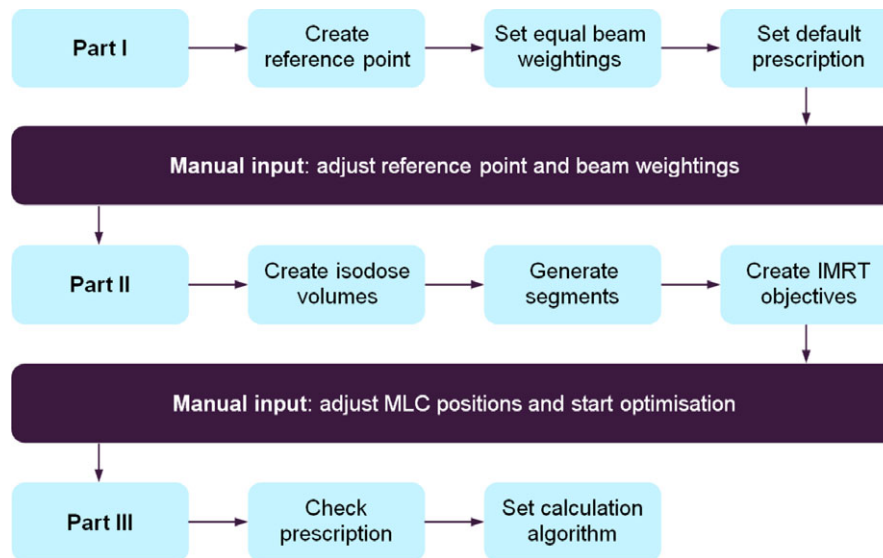 Part I
Create
reference point
Set equal beam
weightings
Set default
prescription
Manual input: adjust reference point and beam weightings
Part II
Create isodose
volumes
Generate
segments
Create IMRT
objectives
Manual input: adjust MLC positions and start optimisation
Part III
Check
prescription
Set calculation
algorithm